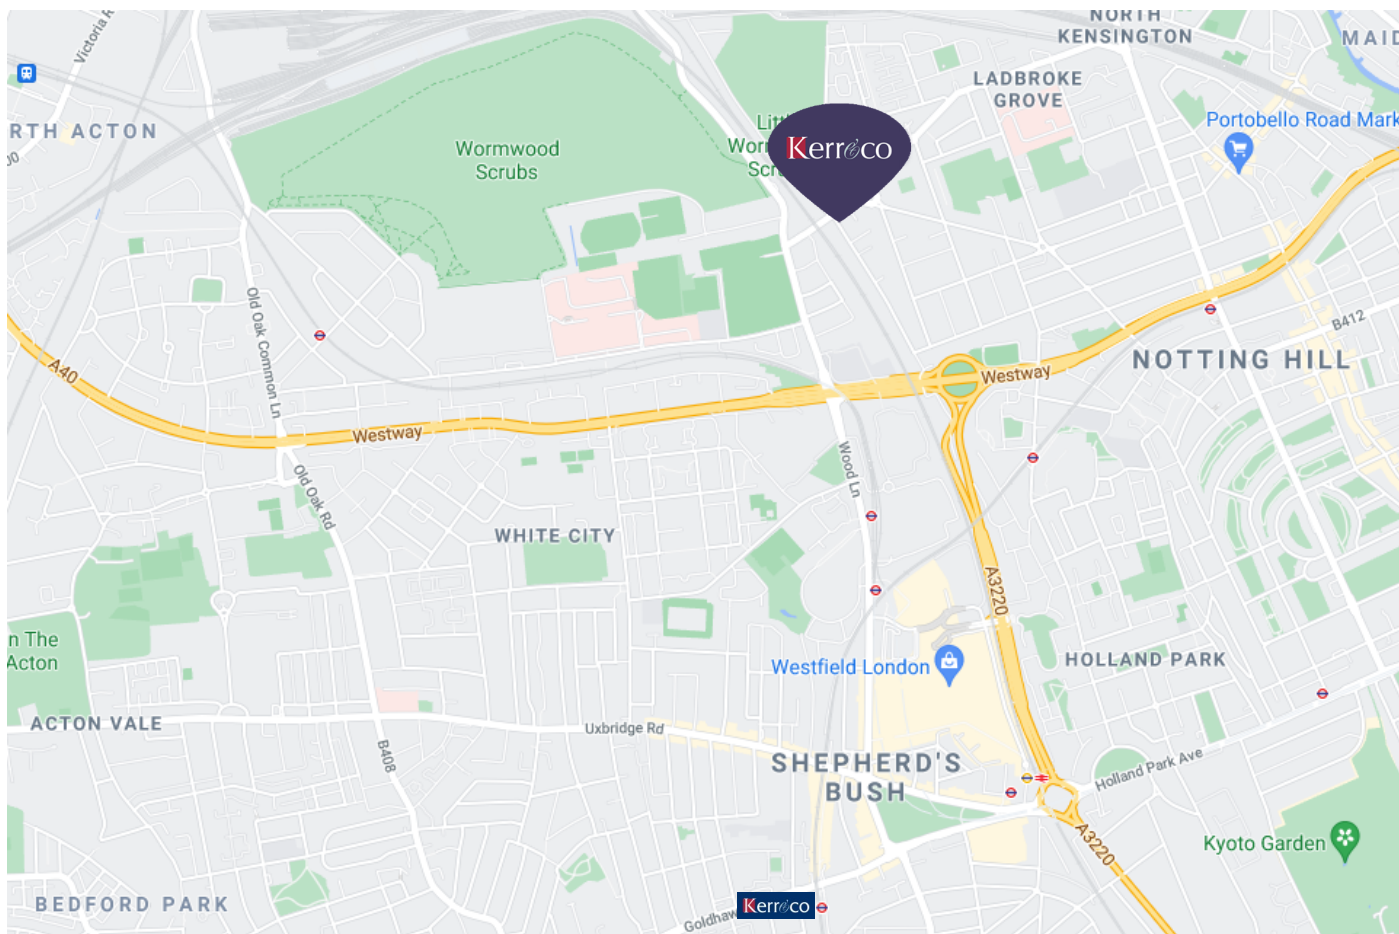 NORTH
KENSINGTON
MAID
Victoria R
LADBROKE
GROVE
Portobello Road Mark
RTH ACTON
Wormwood
Scrubs
Kerr & co
B412
NOTTING HILL
Old Oak Common Ln
A40
Westway
Westway
Wood Ln
Old Oak Rd
WHITE CITY
A3220
n The
Acton
Westfield London
HOLLAND PARK
ACTON VALE
Uxbridge Rd
B408
SHEPHERD'S
BUSH
Holland Park Ave
A3220
Kyoto Garden
BEDFORD PARK
Goldhaw
Kerr & co